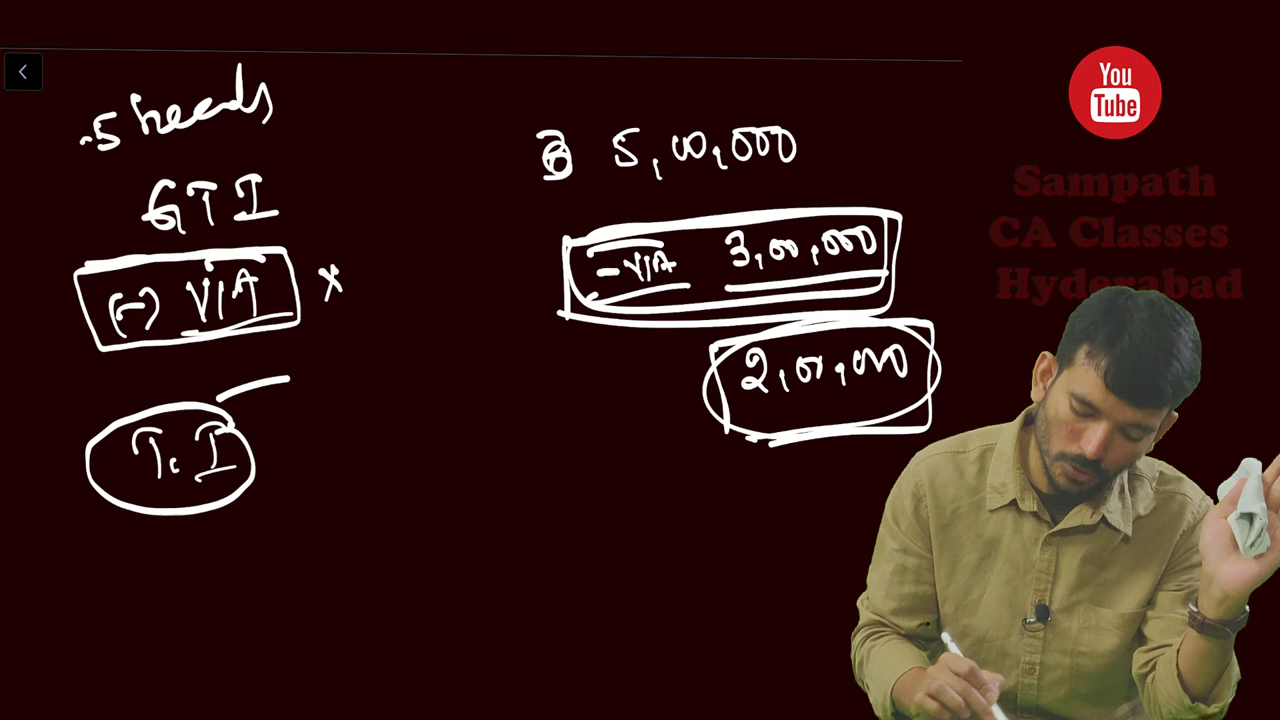 5 heads
GTI
(-) VIA x
T.I
5,00,000
- VIA 3,00,000
2,00,000
You
Tube
Sampath
CA Classes
Hyderabad